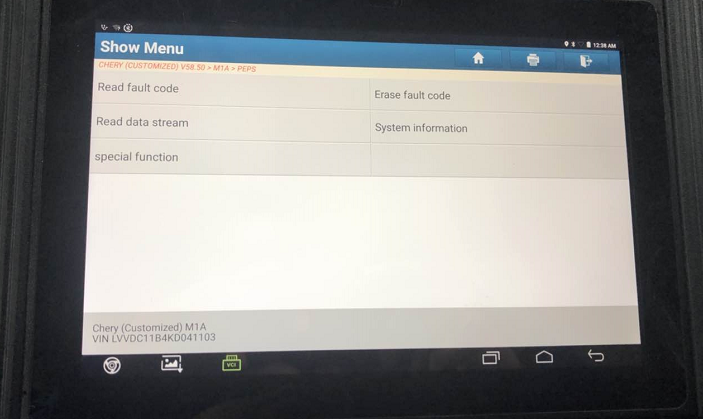 12:38 AM
Show Menu
CHERY (CUSTOMIZED) V58.50 > M1A > PEPS
Read fault code
Erase fault code
Read data stream
System information
special function
Chery (Customized) M1A
VIN LVVDC11B4KD041103
VCI